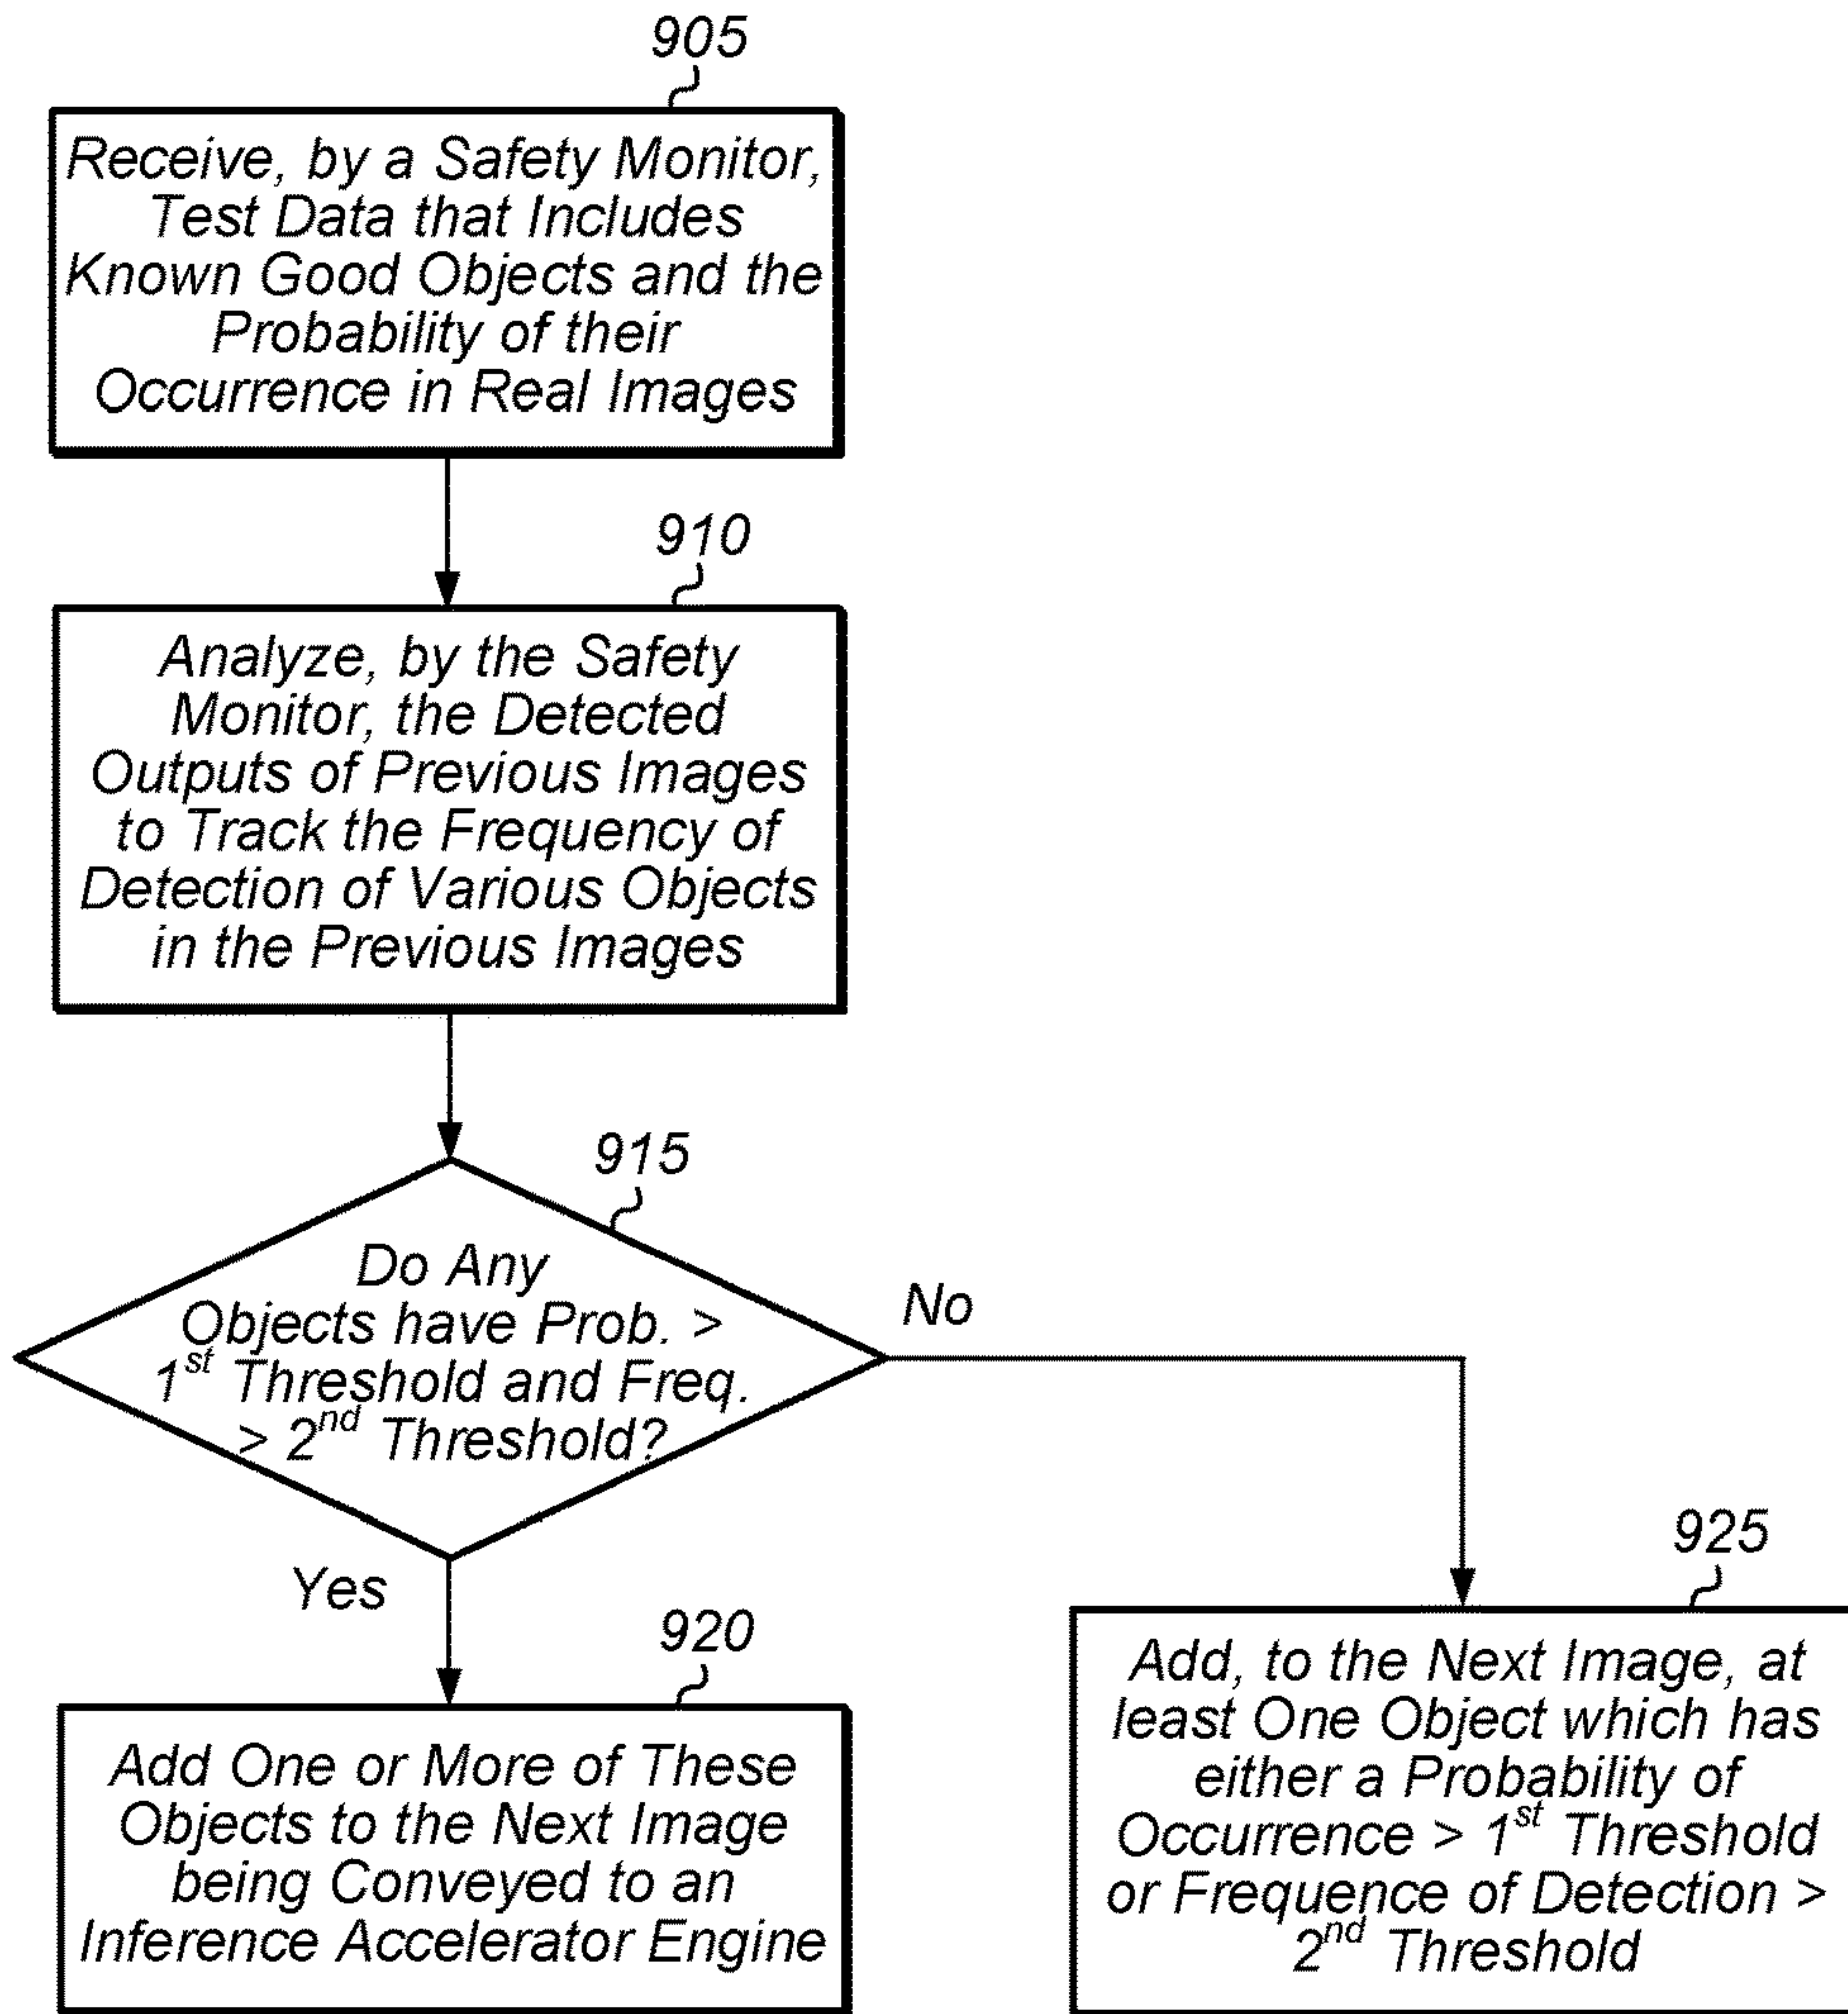 905
Receive, by a Safety Monitor,
Test Data that Includes
Known Good Objects and the
Probability of their
Occurrence in Real Images
910
Analyze, by the Safety
Monitor, the Detected
Outputs of Previous Images
to Track the Frequency of
Detection of Various Objects
in the Previous Images
915
Do Any
Objects have Prob. >
1st Threshold and Freq.
> 2nd Threshold?
No
Yes
920
Add One or More of These
Objects to the Next Image
being Conveyed to an
Inference Accelerator Engine
925
Add, to the Next Image, at
least One Object which has
either a Probability of
Occurrence > 1st Threshold
or Frequence of Detection >
2nd Threshold